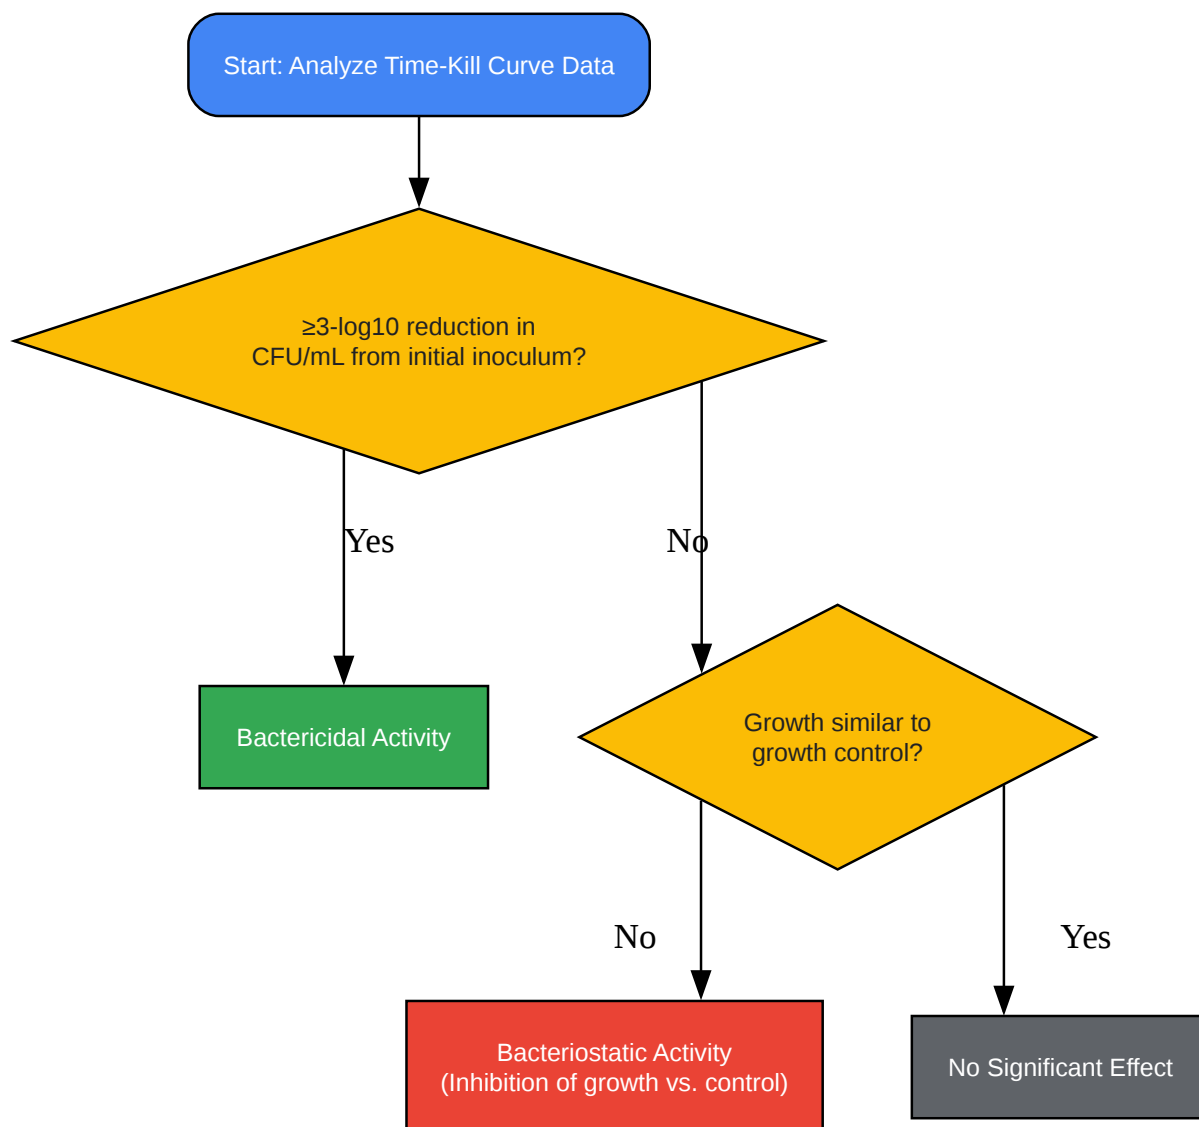 Start: Analyze Time-Kill Curve Data
≥3-log10 reduction in
CFU/mL from initial inoculum?
Yes
No
Bactericidal Activity
Growth similar to
growth control?
No
Yes
Bacteriostatic Activity
(Inhibition of growth vs. control)
No Significant Effect